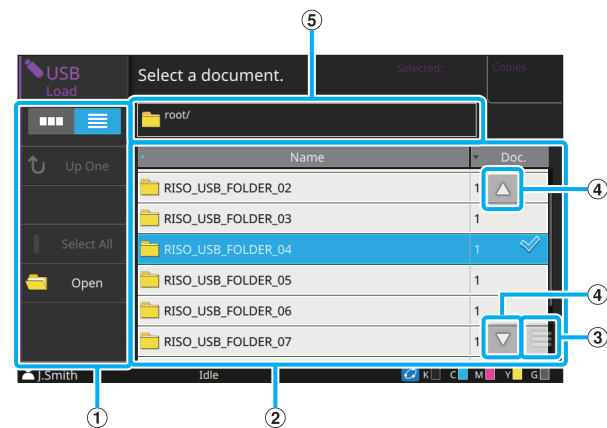 5
USB
Load
Select a document.
Selected:
Copies
root/
Up One
Name
Doc.
RISO_USB_FOLDER_02
1
4
RISO_USB_FOLDER_03
1
Select All
RISO_USB_FOLDER_04
1
Open
RISO_USB_FOLDER_05
1
4
RISO_USB_FOLDER_06
1
RISO_USB_FOLDER_07
1
3
J.Smith
Idle
K C M Y G
1
2